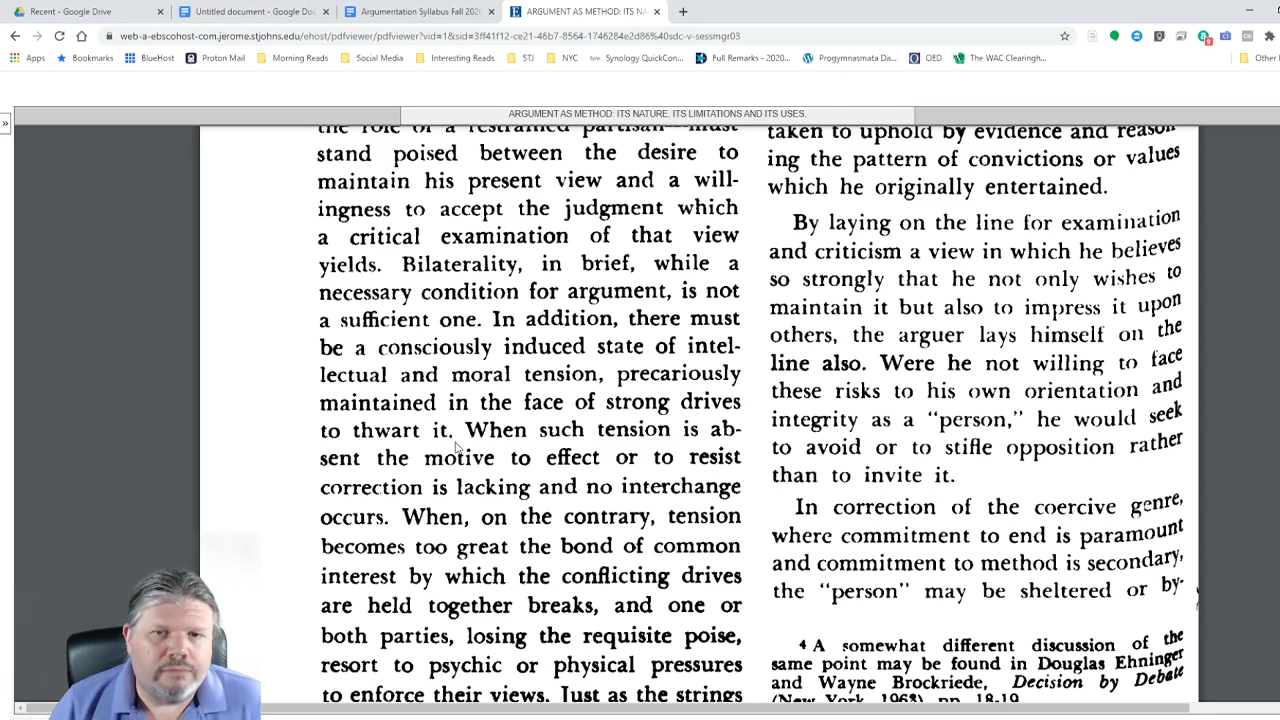 Recent - Google Drive
Untitled document - Google Doc
Argumentation Syllabus Fall 202
ARGUMENT AS METHOD: ITS NA
web-a-ebscohost-com.jerome.stjohns.edu/ehost/pdfviewer/pdfviewer?vid=1&sid=3ff41f12-ce21-46b7-8564-1746284e2d86%40sdc-v-sessmgr03
Apps
Bookmarks
BlueHost
Proton Mail
Morning Reads
Social Media
Interesting Reads
STJ
NYC
Synology QuickCon...
Full Remarks - 2020...
Progymnasmata Da...
OED
The WAC Clearingh...
Other
ARGUMENT AS METHOD: ITS NATURE, ITS LIMITATIONS AND ITS USES.
the role of a restrained partisan—must
stand poised between the desire to
maintain his present view and a will-
ingness to accept the judgment which
a critical examination of that view
yields. Bilaterality, in brief, while a
necessary condition for argument, is not
a sufficient one. In addition, there must
be a consciously induced state of intel-
lectual and moral tension, precariously
maintained in the face of strong drives
to thwart it. When such tension is ab-
sent the motive to effect or to resist
correction is lacking and no interchange
occurs. When, on the contrary, tension
becomes too great the bond of common
interest by which the conflicting drives
are held together breaks, and one or
both parties, losing the requisite poise,
resort to psychic or physical pressures
to enforce their views. Just as the strings
taken to uphold by evidence and reason
ing the pattern of convictions or values
which he originally entertained.
By laying on the line for examination
and criticism a view in which he believes
so strongly that he not only wishes to
maintain it but also to impress it upon
others, the arguer lays himself on the
line also. Were he not willing to face
these risks to his own orientation and
integrity as a “person,” he would seek
to avoid or to stifle opposition rather
than to invite it.
In correction of the coercive genre,
where commitment to end is paramount
and commitment to method is secondary,
the “person” may be sheltered or by-
4 A somewhat different discussion of the
same point may be found in Douglas Ehninger
and Wayne Brockriede, Decision by Debate
(New York, 1963), pp. 18-19.